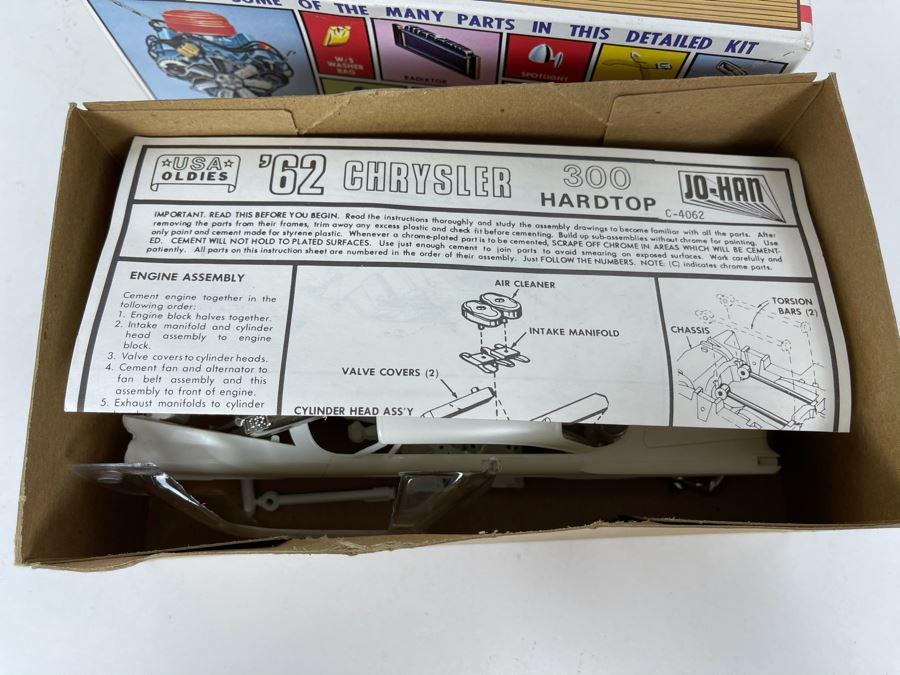 SOME OF THE MANY PARTS IN THIS DETAILED KIT
W/S
WASHER
BAG
RADIATOR
SPOTLIGHT
USA
OLDIES
'62 CHRYSLER 300
HARDTOP
JO-HAN
C-4062
IMPORTANT. READ THIS BEFORE YOU BEGIN. Read the instructions thoroughly and study the assembly drawings to become familiar with all the parts. After
removing the parts from their frames, trim away any excess plastic and check fit before cementing. Build up sub-assemblies without chrome for painting. Use
only paint and cement made for styrene plastic. Whenever a chrome-plated part is to be cemented, SCRAPE OFF CHROME IN AREAS WHICH WILL BE CEMENT-
ED. CEMENT WILL NOT HOLD TO PLATED SURFACES. Use just enough cement to join parts to avoid smearing on exposed surfaces. Work carefully and
patiently. All parts on this instruction sheet are numbered in the order of their assembly. Just FOLLOW THE NUMBERS. NOTE: (C) indicates chrome parts.
ENGINE ASSEMBLY
Cement engine together in the
following order:
1. Engine block halves together.
2. Intake manifold and cylinder
head assembly to engine
block.
3. Valve covers to cylinder heads.
4. Cement fan and alternator to
fan belt assembly and this
assembly to front of engine.
5. Exhaust manifolds to cylinder
AIR CLEANER
INTAKE MANIFOLD
VALVE COVERS (2)
CYLINDER HEAD ASS'Y
TORSION
BARS (2)
CHASSIS